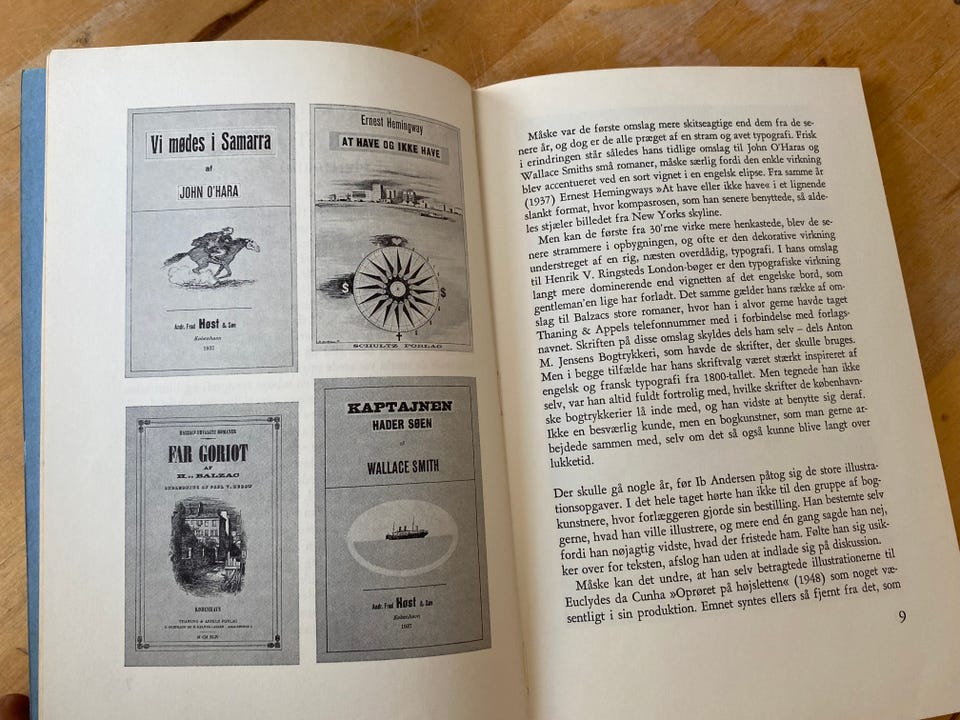 Vi mødes i Samarra
af
JOHN O'HARA
Andr. Fred Høst & Søn
København
1937
Ernest Hemingway
AT HAVE OG IKKE HAVE
$ $
SCHULTZ FORLAG
BALZACS UDVALGTE ROMANER
FAR GORIOT
AF
H. DE BALZAC
KØBENHAVN
THANING & APPELS FORLAG
KAPTAJNEN
HADER SØEN
af
WALLACE SMITH
Andr. Fred Høst & Søn
København
1937
Måske var de første omslag mere skitseagtige end dem fra de se-
nere år, og dog er de alle præget af en stram og avet typografi. Frisk
i erindringen står således hans tidlige omslag til John O'Haras og
Wallace Smiths små romaner, måske særlig fordi den enkle virkning
blev accentueret ved en sort vignet i en engelsk elipse. Fra samme år
(1937) Ernest Hemingways »At have eller ikke have« i et lignende
slankt format, hvor kompasrosen, som han senere benyttede, så alde-
les stjæler billedet fra New Yorks skyline.
Men kan de første fra 30'rne virke mere henkastede, blev de se-
nere strammere i opbygningen, og ofte er den dekorative virkning
understreget af en rig, næsten overdådig, typografi. I hans omslag
til Henrik V. Ringsteds London-bøger er den typografiske virkning
langt mere dominerende end vignetten af det engelske bord, som
gentleman'en lige har forladt. Det samme gælder hans række af om-
slag til Balzacs store romaner, hvor han i alvor gerne havde taget
Thaning & Appels telefonnummer med i forbindelse med forlags-
navnet. Skriften på disse omslag skyldes dels ham selv – dels Anton
M. Jensens Bogtrykkeri, som havde de skrifter, der skulle bruges.
Men i begge tilfælde har hans skriftvalg været stærkt inspireret af
engelsk og fransk typografi fra 1800-tallet. Men tegnede han ikke
selv, var han altid fuldt fortrolig med, hvilke skrifter de københavn-
ske bogtrykkerier lå inde med, og han vidste at benytte sig deraf.
Ikke en besværlig kunde, men en bogkunstner, som man gerne ar-
bejdede sammen med, selv om det så også kunne blive langt over
lukketid.
Der skulle gå nogle år, før Ib Andersen påtog sig de store illustra-
tionsopgaver. I det hele taget hørte han ikke til den gruppe af bog-
kunstnere, hvor forlæggeren gjorde sin bestilling. Han bestemte selv
gerne, hvad han ville illustrere, og mere end én gang sagde han nej,
fordi han nøjagtig vidste, hvad der fristede ham. Følte han sig usik-
ker over for teksten, afslog han uden at indlade sig på diskussion.
Måske kan det undre, at han selv betragtede illustrationerne til
Euclydes da Cunha »Oprøret på højsletten« (1948) som noget væ-
sentligt i sin produktion. Emnet syntes ellers så fjernt fra det, som
9